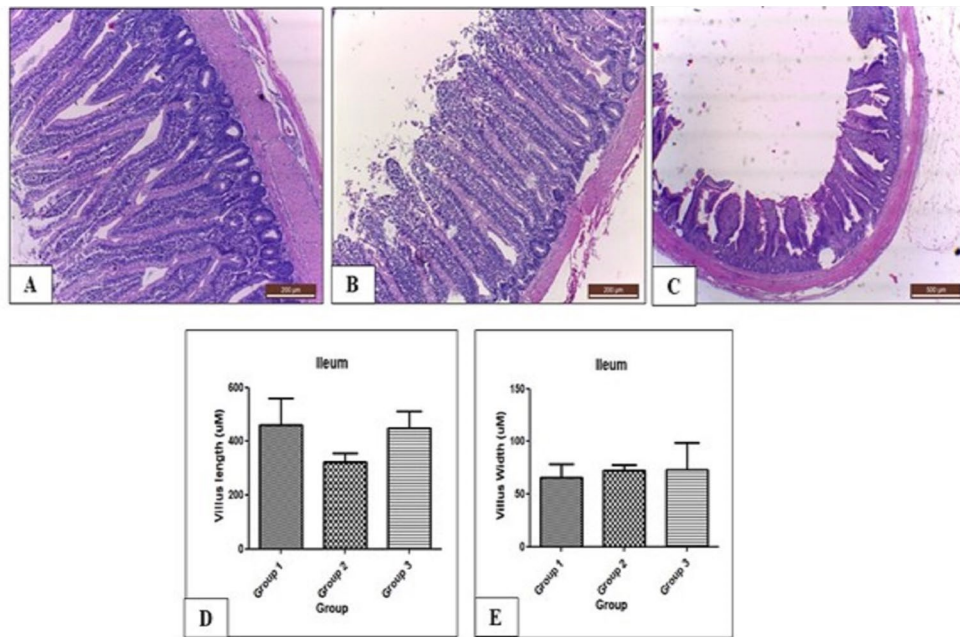 A
200 µm
B
200 µm
C
500 µm
Ileum
Villus length (uM)
600
400
200
0
Group 1
Group 2
Group 3
Group
D
Ileum
Villus Width (uM)
150
100
50
0
Group 1
Group 2
Group 3
Group
E